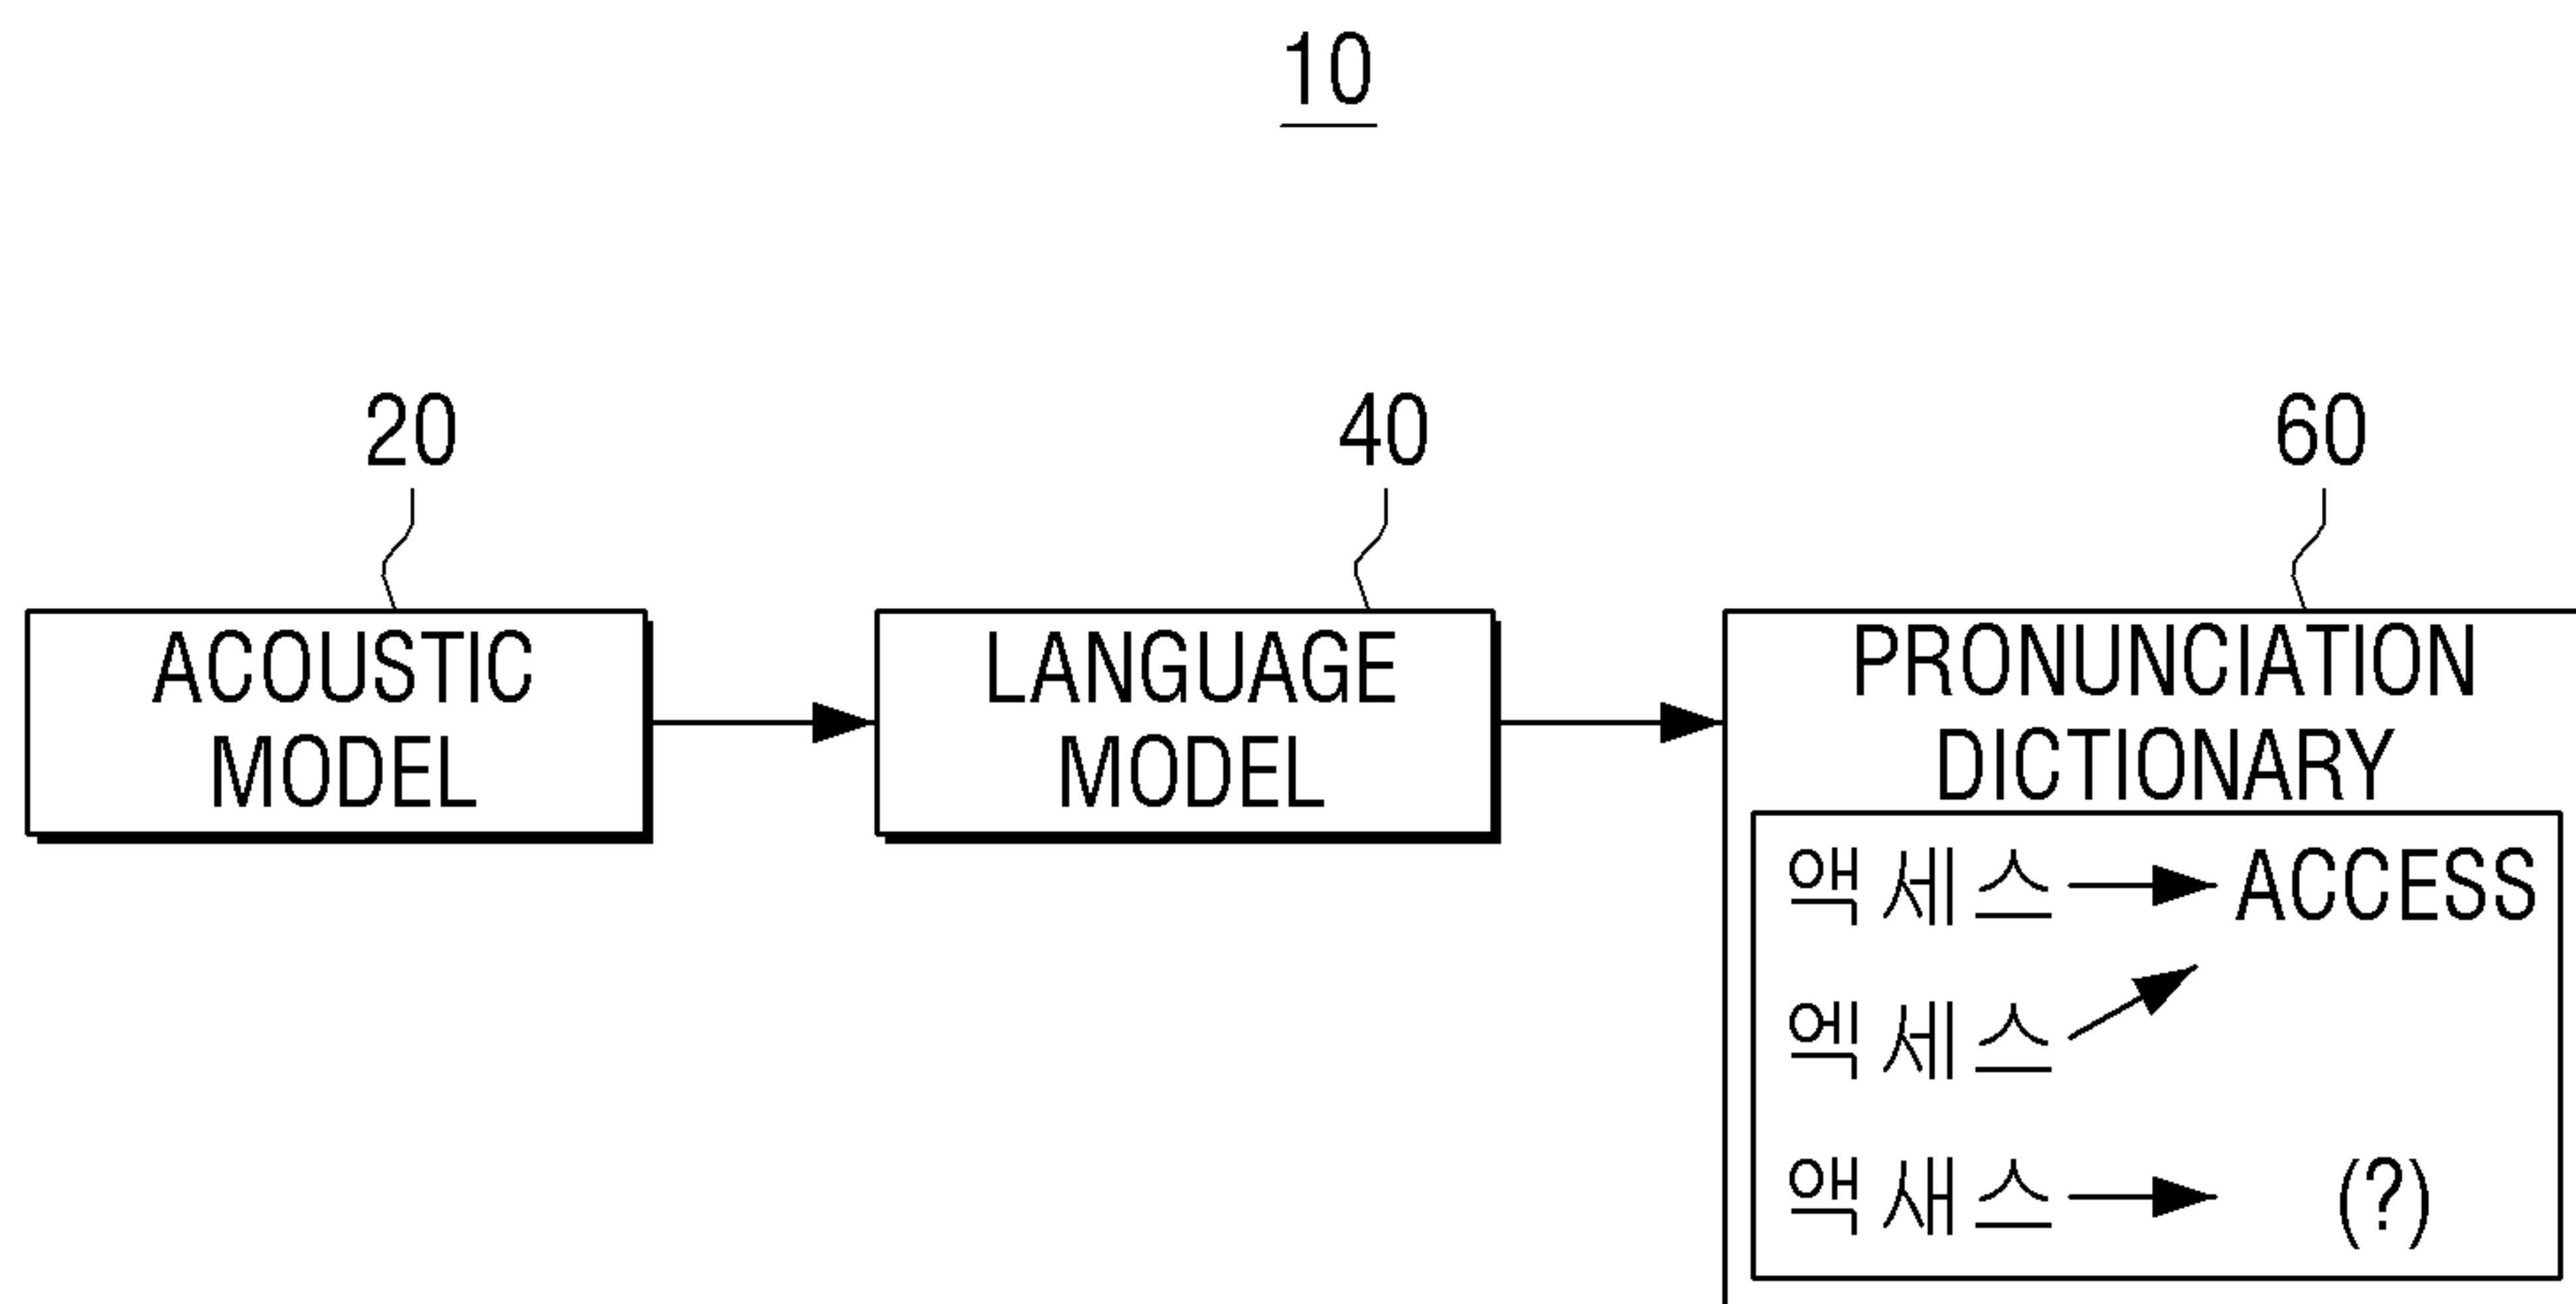 10
20
40
60
ACOUSTIC
MODEL
LANGUAGE
MODEL
PRONUNCIATION
DICTIONARY
액세스 ACCESS
엑세스
액새스 (?)